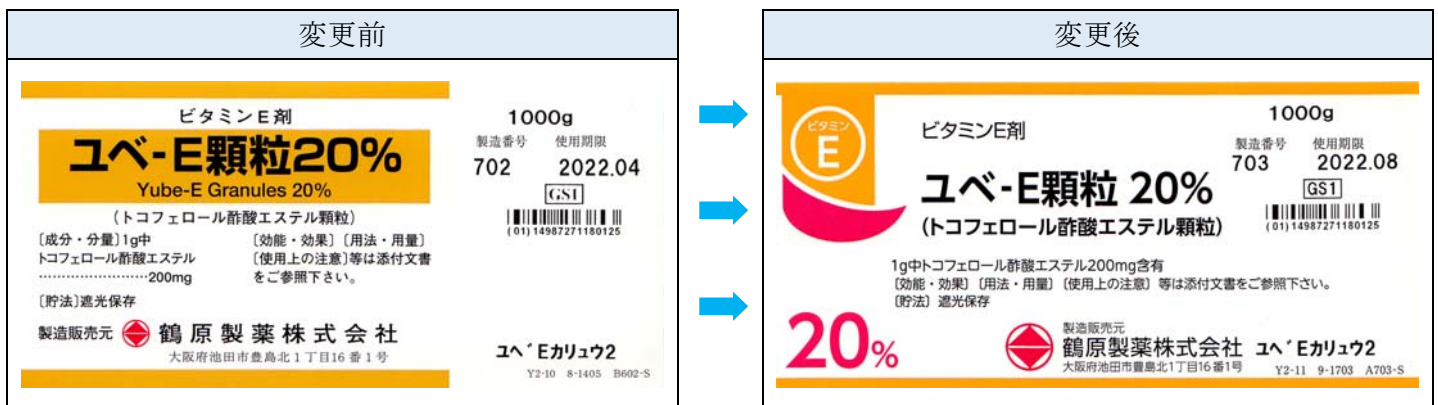 変更前
ビタミンE剤
ユベ-E顆粒20%
Yube-E Granules 20%
(トコフェロール酢酸エステル顆粒)
〔成分・分量〕1g中
トコフェロール酢酸エステル
……………………200mg
〔効能・効果〕〔用法・用量〕
〔使用上の注意〕等は添付文書
をご参照下さい。
〔貯法〕遮光保存
製造販売元 鶴原製薬株式会社
大阪府池田市豊島北1丁目16番1号
1000g
製造番号 使用期限
702 2022.04
GS1
(01)14987271180125
ユベEカリュウ2
Y2-10 8-1405 B602-S
変更後
ビタミン
E
ビタミンE剤
ユベ-E顆粒 20%
(トコフェロール酢酸エステル顆粒)
1000g
製造番号 使用期限
703 2022.08
GS1
(01)14987271180125
1g中トコフェロール酢酸エステル200mg含有
〔効能・効果〕〔用法・用量〕〔使用上の注意〕等は添付文書をご参照下さい。
〔貯法〕遮光保存
20%
製造販売元
鶴原製薬株式会社
大阪府池田市豊島北1丁目16番1号
ユベEカリュウ2
Y2-11 9-1703 A703-S